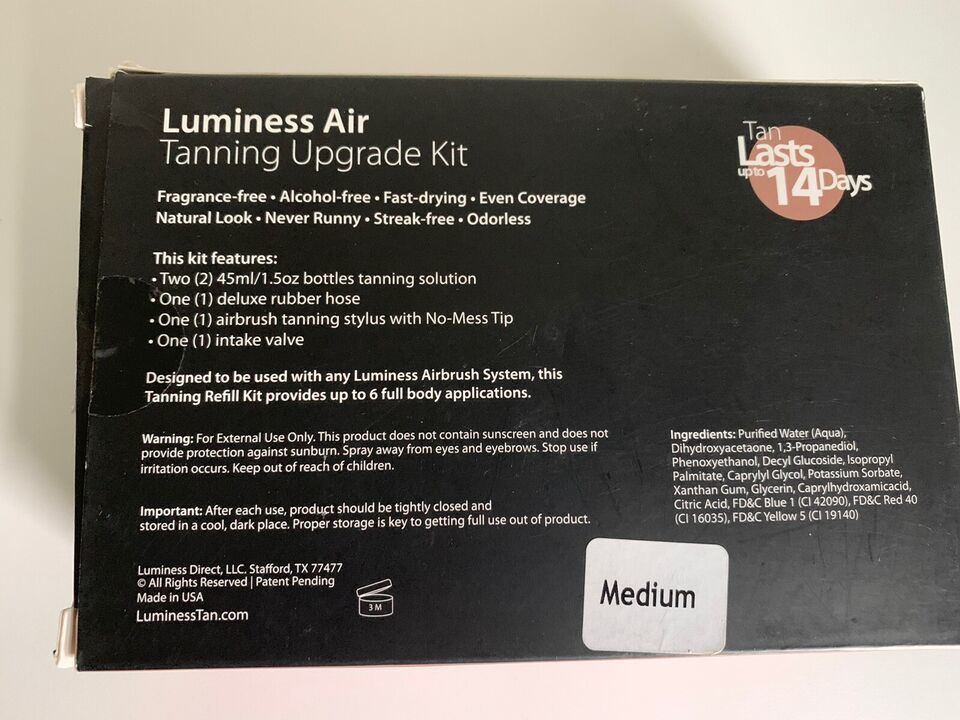 Luminess Air
Tanning Upgrade Kit
Tan
Lasts
up to
14 Days
Fragrance-free • Alcohol-free • Fast-drying • Even Coverage
Natural Look • Never Runny • Streak-free • Odorless
This kit features:
• Two (2) 45ml/1.5oz bottles tanning solution
• One (1) deluxe rubber hose
• One (1) airbrush tanning stylus with No-Mess Tip
• One (1) intake valve
Designed to be used with any Luminess Airbrush System, this
Tanning Refill Kit provides up to 6 full body applications.
Warning: For External Use Only. This product does not contain sunscreen and does not
provide protection against sunburn. Spray away from eyes and eyebrows. Stop use if
irritation occurs. Keep out of reach of children.
Important: After each use, product should be tightly closed and
stored in a cool, dark place. Proper storage is key to getting full use out of product.
Ingredients: Purified Water (Aqua),
Dihydroxyacetone, 1,3-Propanediol,
Phenoxyethanol, Decyl Glucoside, Isopropyl
Palmitate, Caprylyl Glycol, Potassium Sorbate,
Xanthan Gum, Glycerin, Caprylhydroxamicacid,
Citric Acid, FD&C Blue 1 (CI 42090), FD&C Red 40
(CI 16035), FD&C Yellow 5 (CI 19140)
Luminess Direct, LLC. Stafford, TX 77477
© All Rights Reserved | Patent Pending
Made in USA
LuminessTan.com
3 M
Medium